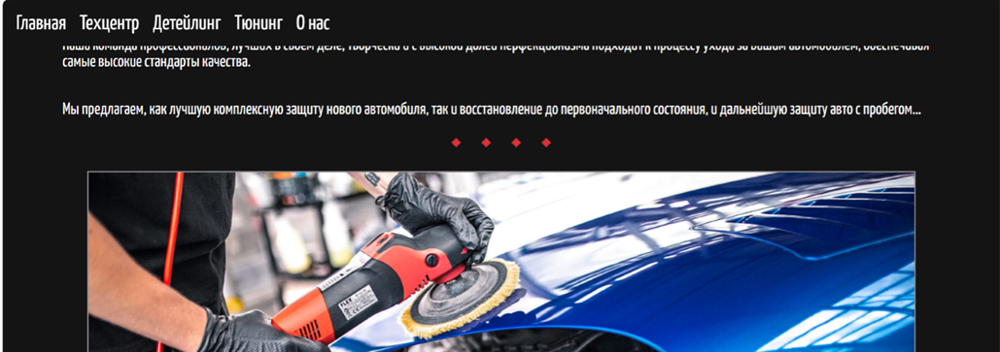 Главная Техцентр Детейлинг Тюнинг О нас
Наша команда профессионалов, лучших в своем деле, творчески и с высокой долей перфекционизма подходит к процессу ухода за Вашим автомобилем, обеспечивая
самые высокие стандарты качества.
Мы предлагаем, как лучшую комплексную защиту нового автомобиля, так и восстановление до первоначального состояния, и дальнейшую защиту авто с пробегом...
FLEX